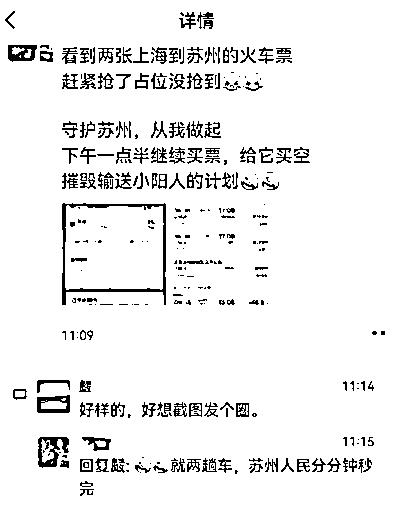 详情
看到两张上海到苏州的火车票
赶紧抢了占位没抢到
守护苏州，从我做起
下午一点半继续买票，给它买空
摧毁输送小阳人的计划
11:09
11:14
好样的，好想截图发个圈。
11:15
就两趟车，苏州人民分分钟秒
完